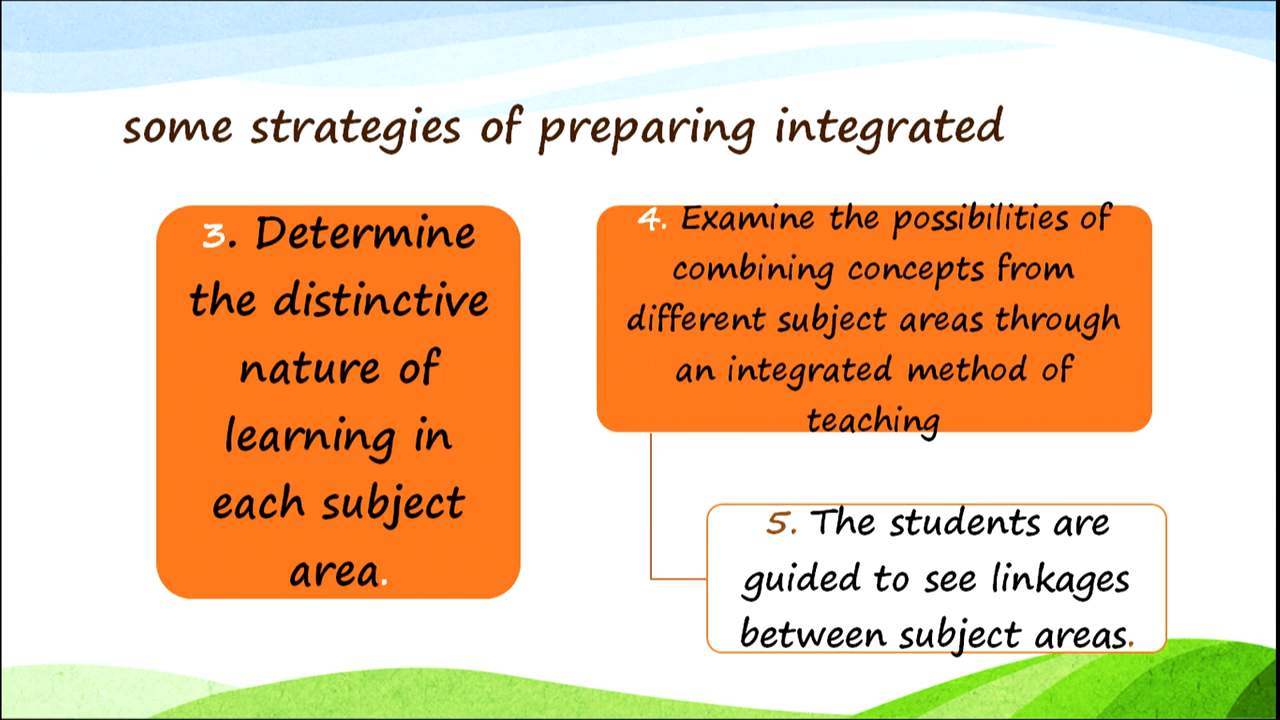 some strategies of preparing integrated
3. Determine
the distinctive
nature of
learning in
each subject
area.
4. Examine the possibilities of
combining concepts from
different subject areas through
an integrated method of
teaching
5. The students are
guided to see linkages
between subject areas.